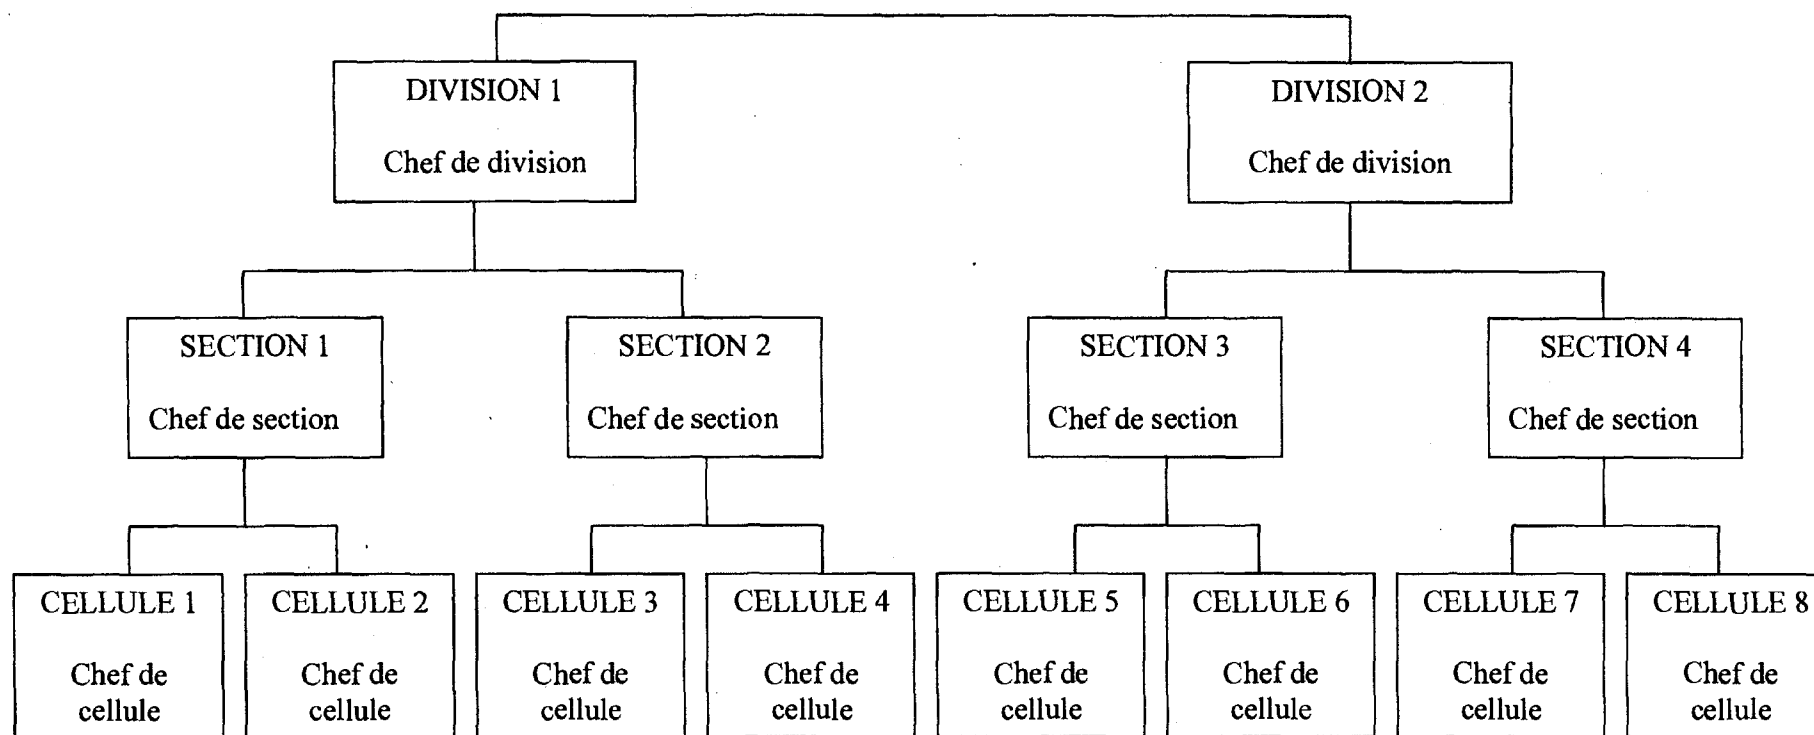 DIVISION 1
Chef de division
DIVISION 2
Chef de division
SECTION 1
Chef de section
SECTION 2
Chef de section
SECTION 3
Chef de section
SECTION 4
Chef de section
CELLULE 1
Chef de
cellule
CELLULE 2
Chef de
cellule
CELLULE 3
Chef de
cellule
CELLULE 4
Chef de
cellule
CELLULE 5
Chef de
cellule
CELLULE 6
Chef de
cellule
CELLULE 7
Chef de
cellule
CELLULE 8
Chef de
cellule